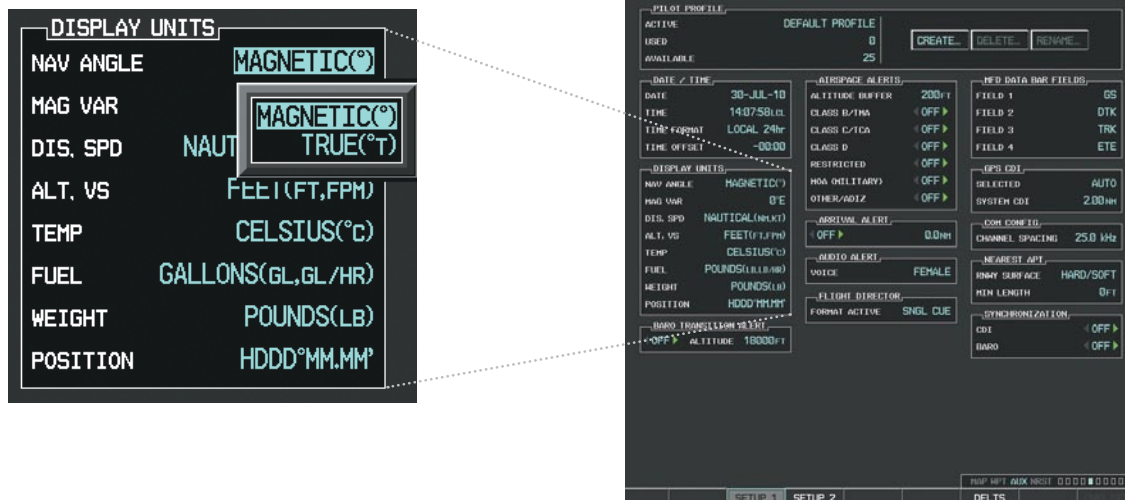 DISPLAY UNITS
NAV ANGLE MAGNETIC(°)
MAGNETIC(°)
TRUE(°T)
MAG VAR
DIS, SPD NAUT
ALT, VS FEET(FT,FPM)
TEMP CELSIUS(°C)
FUEL GALLONS(GL,GL/HR)
WEIGHT POUNDS(LB)
POSITION HDDD°MM.MM'
PILOT PROFILE
ACTIVE DEFAULT PROFILE
USED 0
AVAILABLE 25
CREATE… DELETE… RENAME…
DATE / TIME
DATE 30-JUL-10
TIME 14:07:58LCL
TIME FORMAT LOCAL 24hr
TIME OFFSET -00:00
DISPLAY UNITS
NAV ANGLE MAGNETIC(°)
MAG VAR 0°E
DIS, SPD NAUTICAL(NM,KT)
ALT, VS FEET(FT,FPM)
TEMP CELSIUS(°C)
FUEL POUNDS(LB,LB/HR)
WEIGHT POUNDS(LB)
POSITION HDDD°MM.MM'
BARO TRANSITION ALERT
OFF ALTITUDE 18000FT
AIRSPACE ALERTS
ALTITUDE BUFFER 200FT
CLASS B/TMA OFF
CLASS C/TCA OFF
CLASS D OFF
RESTRICTED OFF
MOA (MILITARY) OFF
OTHER/ADIZ OFF
ARRIVAL ALERT
OFF 0.0NM
AUDIO ALERT
VOICE FEMALE
FLIGHT DIRECTOR
FORMAT ACTIVE SNGL CUE
MFD DATA BAR FIELDS
FIELD 1 GS
FIELD 2 DTK
FIELD 3 TRK
FIELD 4 ETE
GPS CDI
SELECTED AUTO
SYSTEM CDI 2.00NM
COM CONFIG
CHANNEL SPACING 25.0 kHz
NEAREST APT
RNWY SURFACE HARD/SOFT
MIN LENGTH 0FT
SYNCHRONIZATION
CDI OFF
BARO OFF
MAP WPT AUX NRST
SETUP 1 SETUP 2